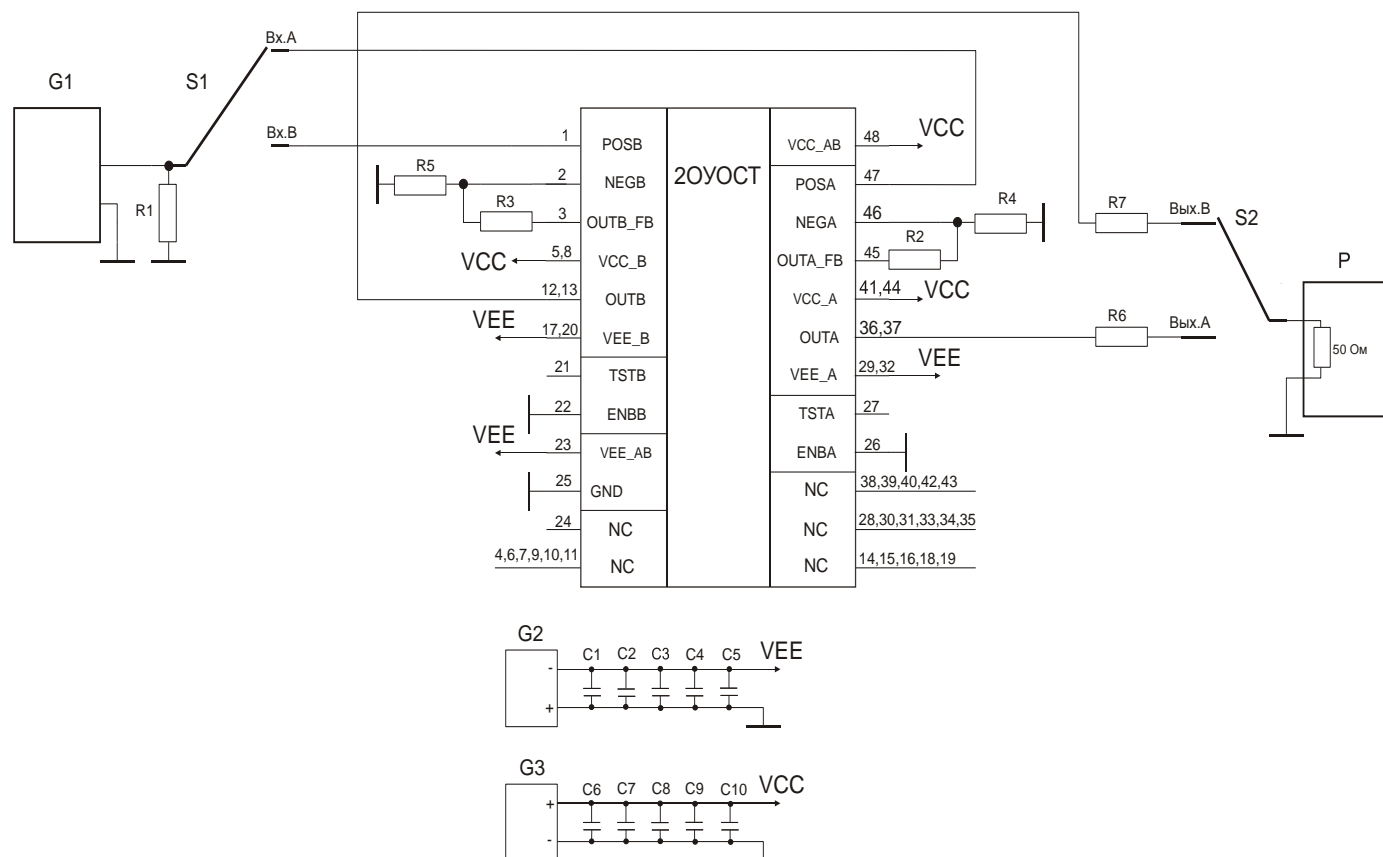 Вх.А
G1
S1
R1
Вх.В
1
POSB
2ОУОСТ
VCC_AB
48
VCC
R5
2
NEGB
POSA
47
R3
3
OUTB_FB
NEGA
46
R4
R7
Вых.В
S2
VCC
5,8
VCC_B
OUTA_FB
45
R2
P
12,13
OUTB
VCC_A
41,44
VCC
VEE
17,20
VEE_B
OUTA
36,37
R6
Вых.А
50 Ом
21
TSTB
VEE_A
29,32
VEE
22
ENBB
TSTA
27
VEE
23
VEE_AB
ENBA
26
25
GND
NC
38,39,40,42,43
24
NC
NC
28,30,31,33,34,35
4,6,7,9,10,11
NC
NC
14,15,16,18,19
G2
C1
C2
C3
C4
C5
VEE
-
+
G3
C6
C7
C8
C9
C10
VCC
+
-